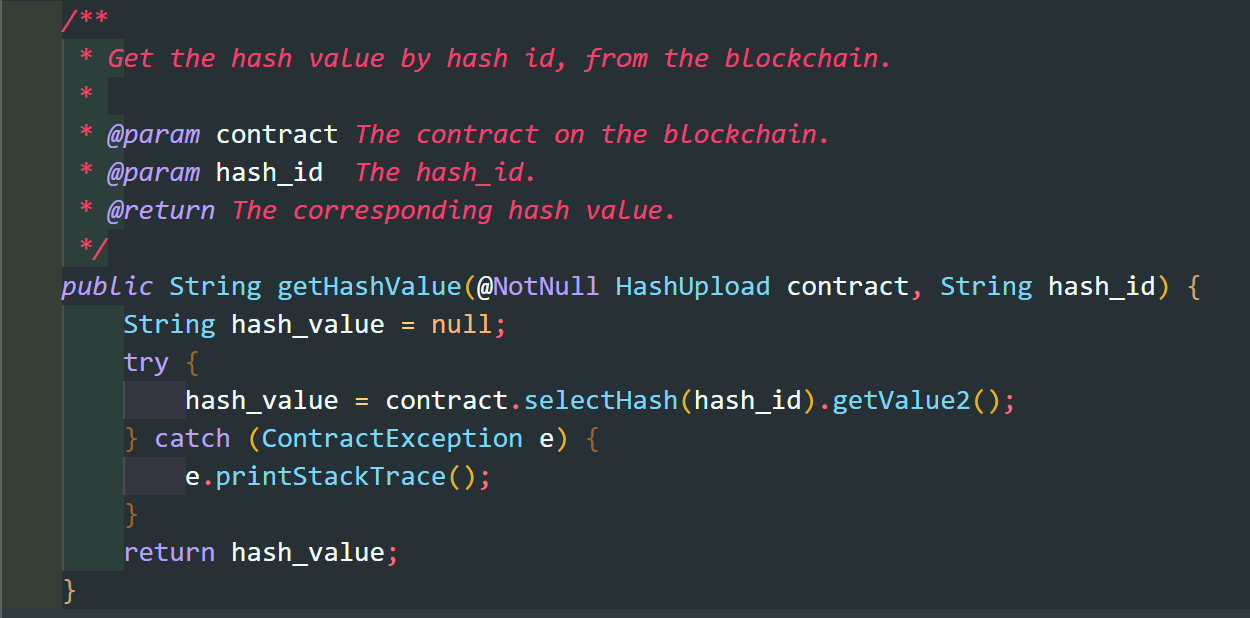 /**
 * Get the hash value by hash id, from the blockchain.
 *
 * @param contract The contract on the blockchain.
 * @param hash_id  The hash_id.
 * @return The corresponding hash value.
 */
public String getHashValue(@NotNull HashUpload contract, String hash_id) {
    String hash_value = null;
    try {
        hash_value = contract.selectHash(hash_id).getValue2();
    } catch (ContractException e) {
        e.printStackTrace();
    }
    return hash_value;
}